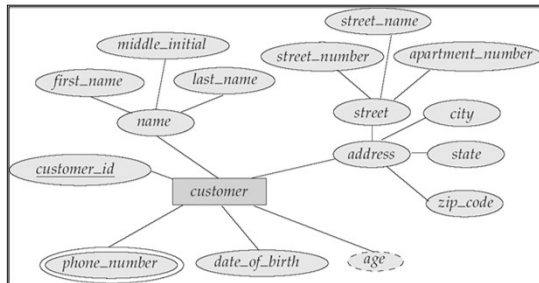 street_name
middle_initial
street_number
apartment_number
first_name
last_name
name
street
city
address
state
customer_id
customer
zip_code
phone_number
date_of_birth
age